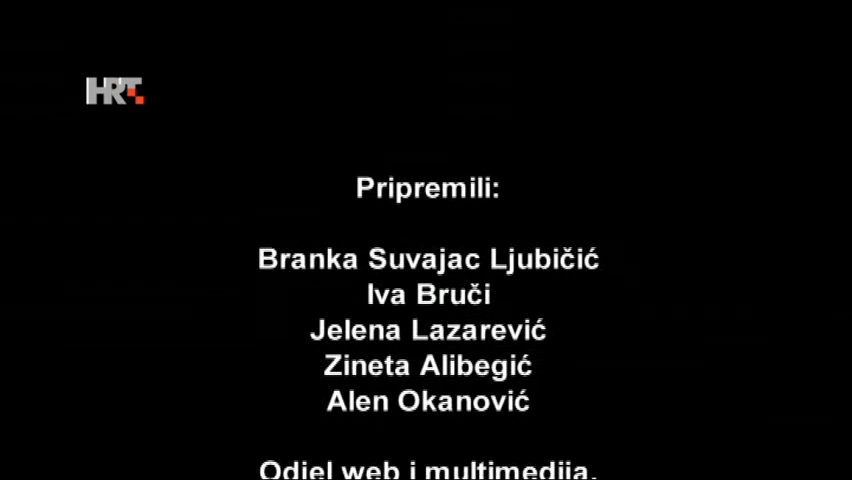 HRT
Pripremili:
Branka Suvajac Ljubičić
Iva Bruči
Jelena Lazarević
Zineta Alibegić
Alen Okanović
Odjel web i multimedija,